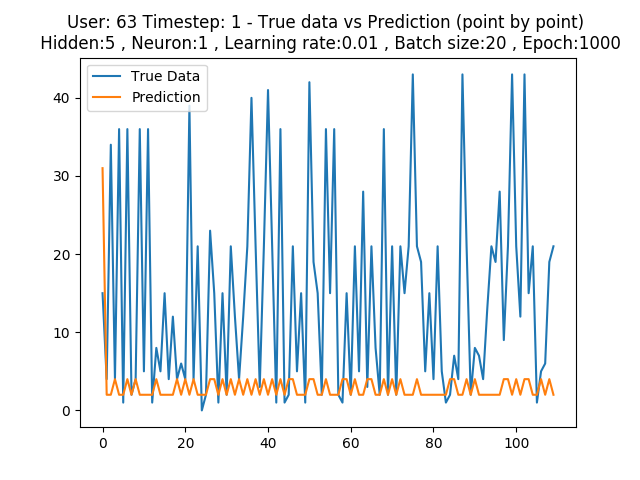 User: 63 Timestep: 1 - True data vs Prediction (point by point)
Hidden:5 , Neuron:1 , Learning rate:0.01 , Batch size:20 , Epoch:1000
True Data
Prediction
40
30
20
10
0
0 20 40 60 80 100